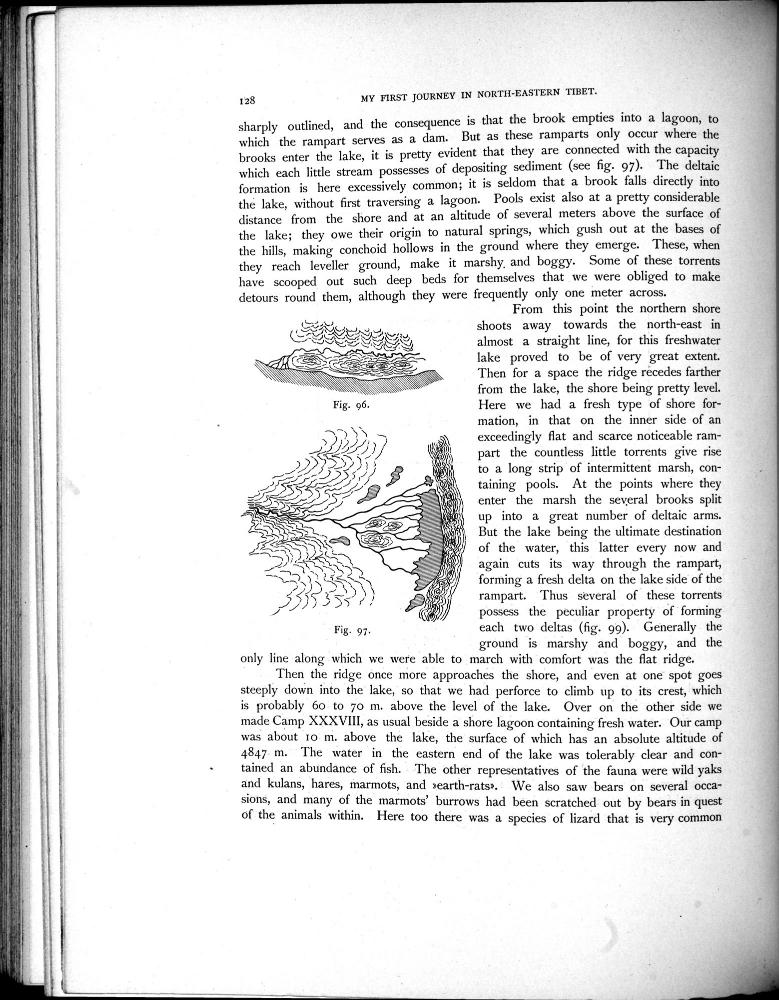 128
MY FIRST JOURNEY IN NORTH-EASTERN TIBET.
sharply outlined, and the consequence is that the brook empties into a lagoon, to
which the rampart serves as a dam. But as these ramparts only occur where the
brooks enter the lake, it is pretty evident that they are connected with the capacity
which each little stream possesses of depositing sediment (see fig. 97). The deltaic
formation is here excessively common; it is seldom that a brook falls directly into
the lake, without first traversing a lagoon. Pools exist also at a pretty considerable
distance from the shore and at an altitude of several meters above the surface of
the lake; they owe their origin to natural springs, which gush out at the bases of
the hills, making conchoid hollows in the ground where they emerge. These, when
they reach leveller ground, make it marshy and boggy. Some of these torrents
have scooped out such deep beds for themselves that we were obliged to make
detours round them, although they were frequently only one meter across.
From this point the northern shore
shoots away towards the north-east in
almost a straight line, for this freshwater
lake proved to be of very great extent.
Then for a space the ridge recedes farther
from the lake, the shore being pretty level.
Here we had a fresh type of shore for-
mation, in that on the inner side of an
exceedingly flat and scarce noticeable ram-
part the countless little torrents give rise
to a long strip of intermittent marsh, con-
taining pools. At the points where they
enter the marsh the several brooks split
up into a great number of deltaic arms.
But the lake being the ultimate destination
of the water, this latter every now and
again cuts its way through the rampart,
forming a fresh delta on the lake side of the
rampart. Thus several of these torrents
possess the peculiar property of forming
each two deltas (fig. 99). Generally the
ground is marshy and boggy, and the
Fig. 96.
Fig. 97.
only line along which we were able to march with comfort was the flat ridge.
Then the ridge once more approaches the shore, and even at one spot goes
steeply down into the lake, so that we had perforce to climb up to its crest, which
is probably 60 to 70 m. above the level of the lake. Over on the other side we
made Camp XXXVIII, as usual beside a shore lagoon containing fresh water. Our camp
was about 10 m. above the lake, the surface of which has an absolute altitude of
4847 m. The water in the eastern end of the lake was tolerably clear and con-
tained an abundance of fish. The other representatives of the fauna were wild yaks
and kulans, hares, marmots, and »earth-rats». We also saw bears on several occa-
sions, and many of the marmots' burrows had been scratched out by bears in quest
of the animals within. Here too there was a species of lizard that is very common